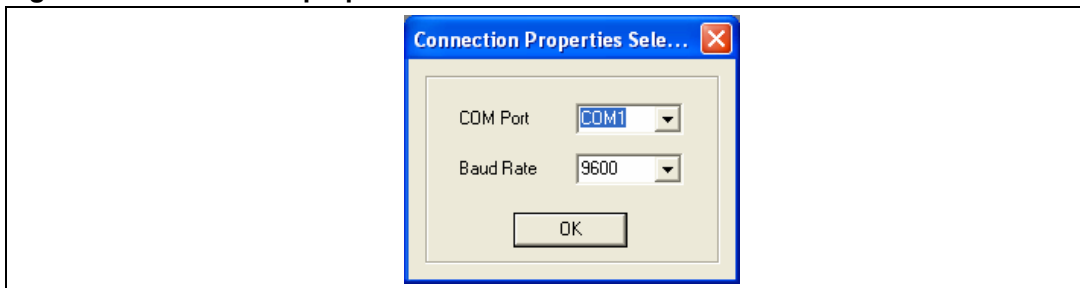 Connection Properties Sele...
COM Port COM1
Baud Rate 9600
OK